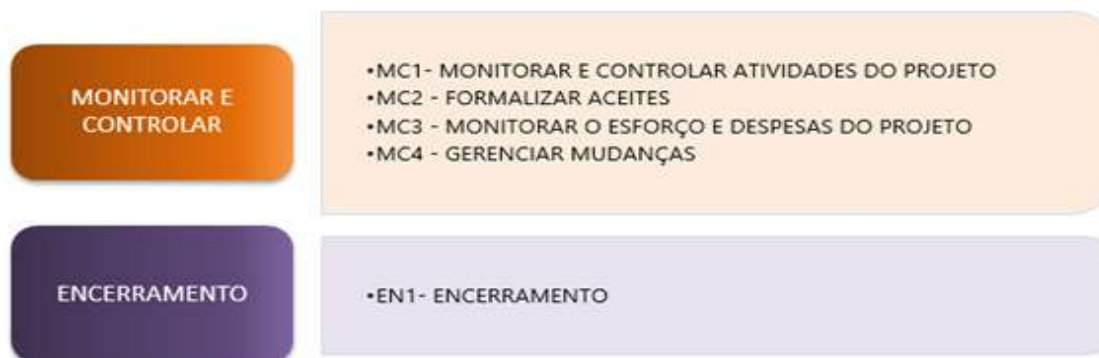 MONITORAR E
CONTROLAR
•MC1- MONITORAR E CONTROLAR ATIVIDADES DO PROJETO
•MC2 - FORMALIZAR ACEITES
•MC3 - MONITORAR O ESFORÇO E DESPESAS DO PROJETO
•MC4 - GERENCIAR MUDANÇAS
ENCERRAMENTO
•EN1- ENCERRAMENTO